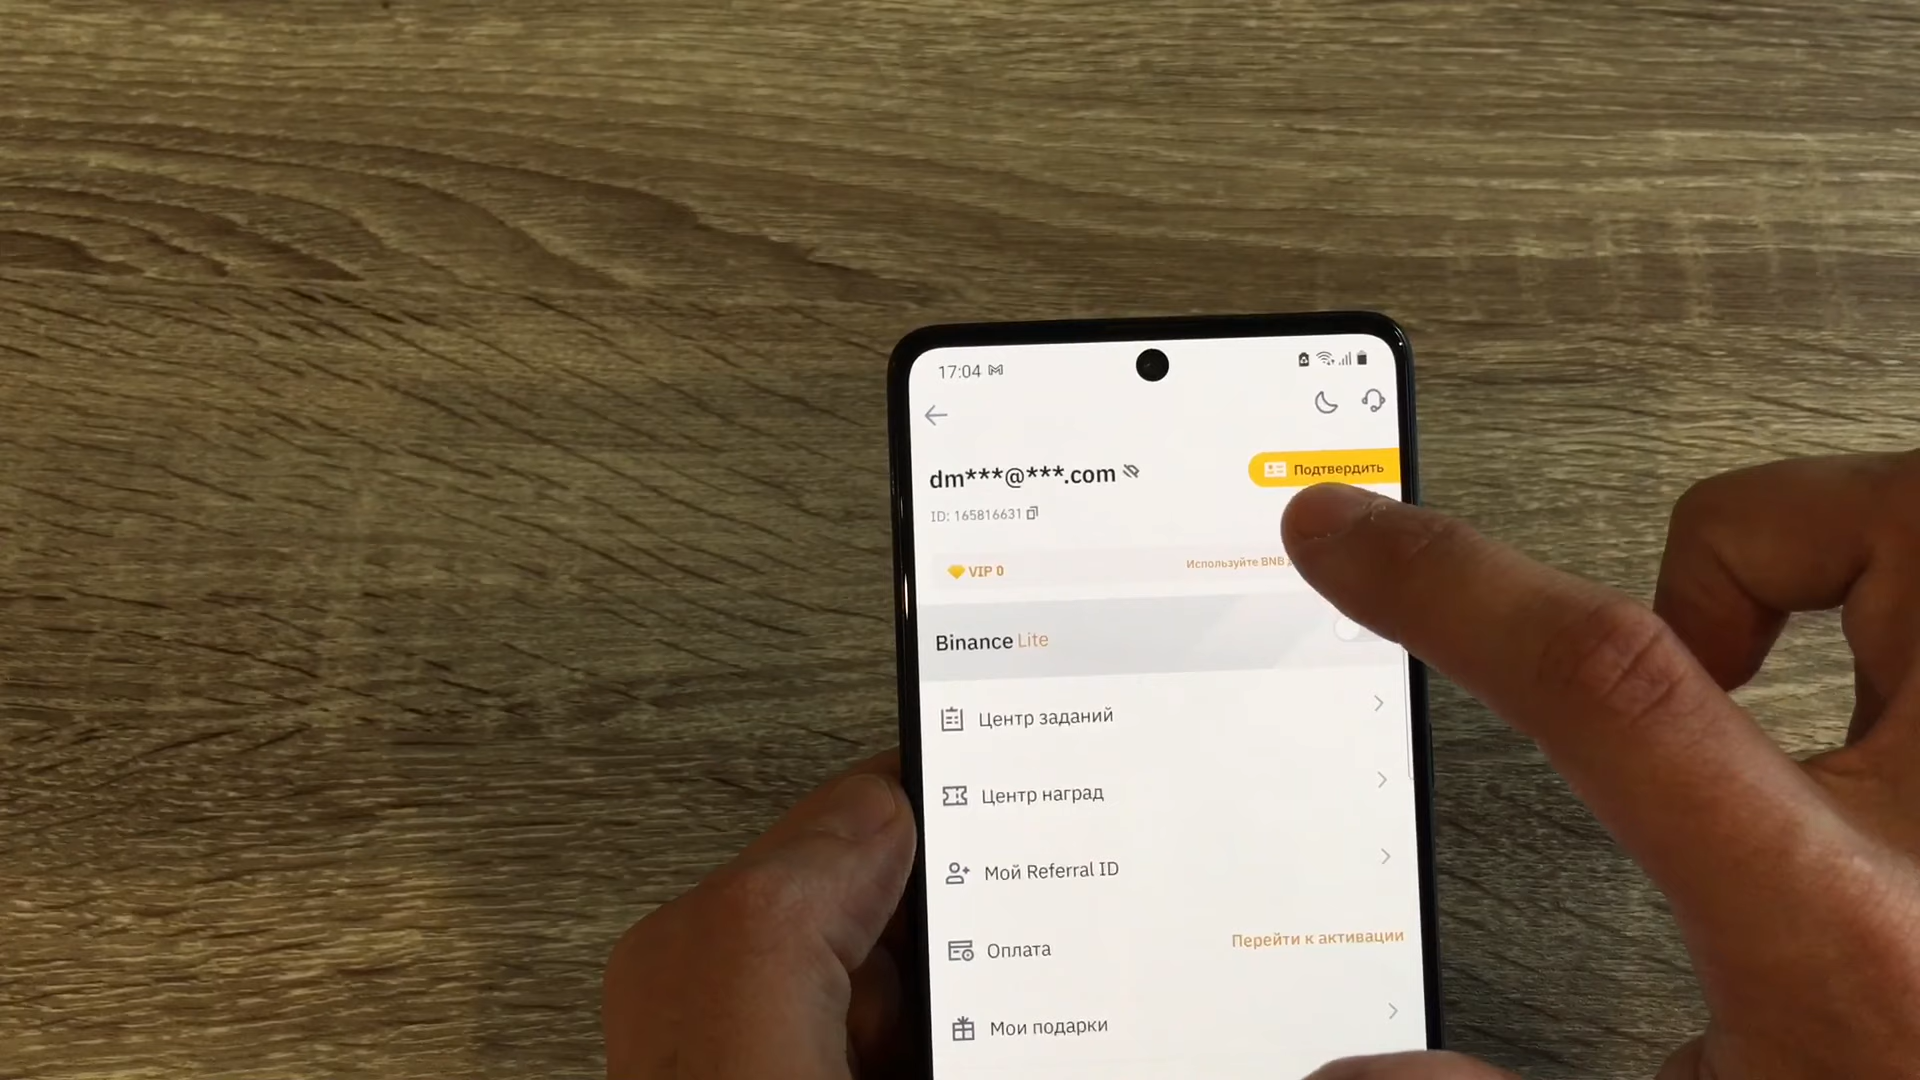 17:04
dm***@***.com
Подтвердить
ID: 165816631
VIP 0
Используйте BNB
Binance Lite
Центр заданий
Центр наград
Мой Referral ID
Оплата
Перейти к активации
Мои подарки